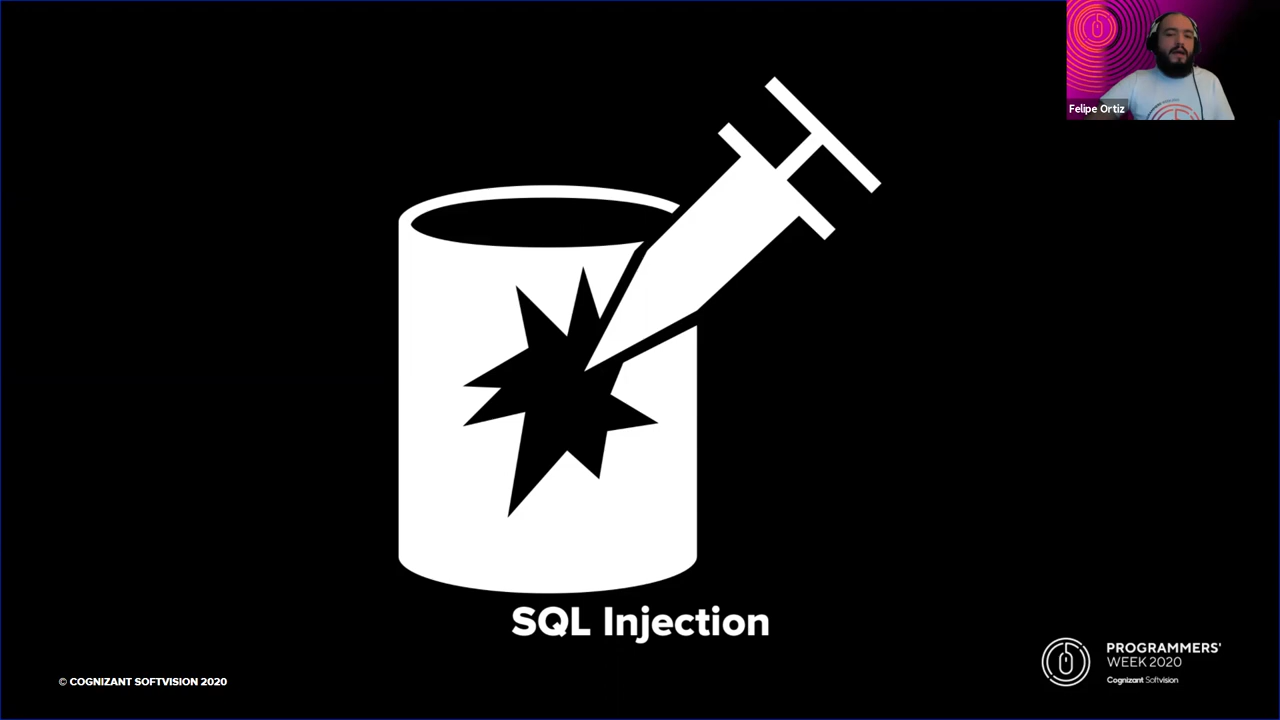 Felipe Ortiz
SQL Injection
PROGRAMMERS'
WEEK 2020
Cognizant Softvision
© COGNIZANT SOFTVISION 2020